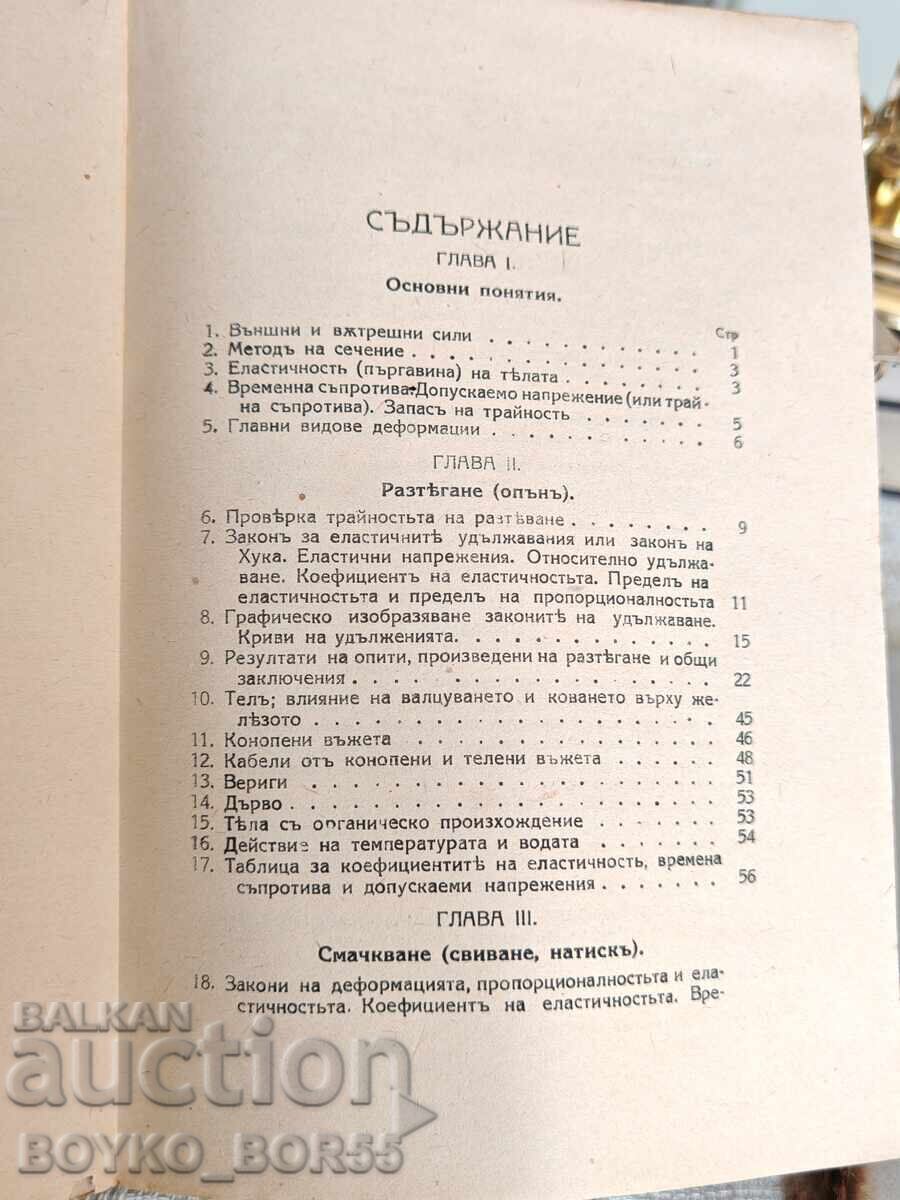 СЪДЪРЖАНИЕ
ГЛАВА I.
Основни понятия.
Стр
1. Външни и вѫтрешни сили . . . . . . . . . 1
2. Методъ на сечение . . . . . . . . . . . . 3
3. Еластичность (пъргавина) на тѣлата . . . . . . 3
4. Временна съпротива-Допускаемо напрежение (или трай-
на съпротива). Запасъ на трайность . . . . . . 5
5. Главни видове деформации . . . . . . . . . 6
ГЛАВА II.
Разтѣгане (опънъ).
6. Провѣрка трайностьта на разтѣване . . . . . . . 9
7. Законъ за еластичнитѣ удължавания или законъ на
Хука. Еластични напрежения. Относително удължа-
ване. Коефициентъ на еластичностьта. Пределъ на
еластичностьта и пределъ на пропорционалностьта 11
8. Графическо изобразяване законитѣ на удължаване.
Криви на удълженията. . . . . . . . . . . . 15
9. Резултати на опити, произведени на разтѣгане и общи
заключения . . . . . . . . . . . . . . . . 22
10. Телъ; влияние на валцуването и кованетo върху же-
лѣзото . . . . . . . . . . . . . . . . . . 45
11. Конопени въжета . . . . . . . . . . . . . 46
12. Кабели отъ конопени и телени въжета . . . . . . 48
13. Вериги . . . . . . . . . . . . . . . . . 51
14. Дърво . . . . . . . . . . . . . . . . . . 53
15. Тѣла съ органическо произхождение . . . . . . 53
16. Действие на температурата и водата . . . . . . 54
17. Таблица за коефициентитѣ на еластичность, времена
съпротива и допускаеми напрежения . . . . . . . 56
ГЛАВА III.
Смачкване (свиване, натискъ).
18. Закони на деформацията, пропорционалностьта и ела-
стичностьта. Коефициентъ на еластичностьта. Вре-
BALKAN
auction
BOYKO_BOR55